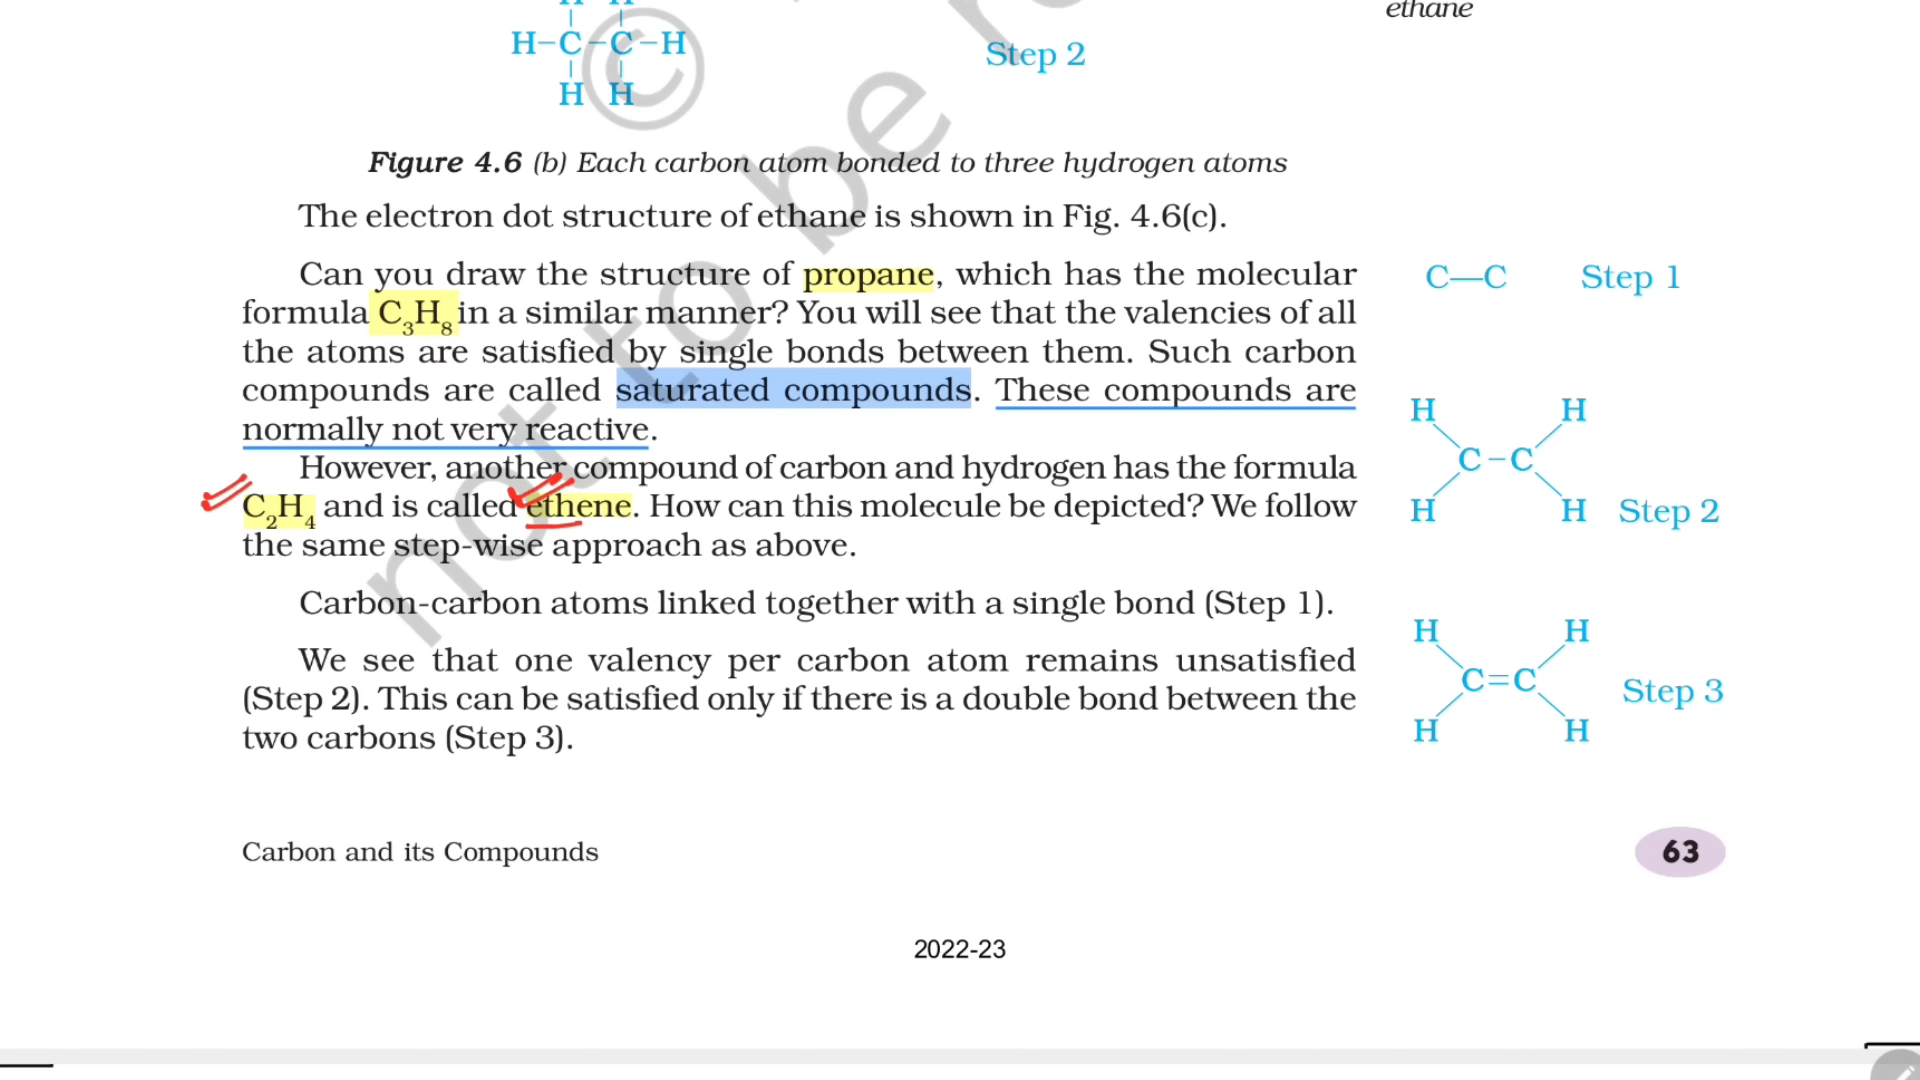 H H
H–C–C–H
H H
Step 2
ethane
©
not to be re
Figure 4.6 (b) Each carbon atom bonded to three hydrogen atoms
The electron dot structure of ethane is shown in Fig. 4.6(c).
Can you draw the structure of propane, which has the molecular
formula C₃H₈ in a similar manner? You will see that the valencies of all
the atoms are satisfied by single bonds between them. Such carbon
compounds are called saturated compounds. These compounds are
normally not very reactive.
However, another compound of carbon and hydrogen has the formula
C₂H₄ and is called ethene. How can this molecule be depicted? We follow
the same step-wise approach as above.
Carbon-carbon atoms linked together with a single bond (Step 1).
We see that one valency per carbon atom remains unsatisfied
(Step 2). This can be satisfied only if there is a double bond between the
two carbons (Step 3).
C—C Step 1
H H
C–C
H H Step 2
H H
C=C Step 3
H H
Carbon and its Compounds
63
2022-23